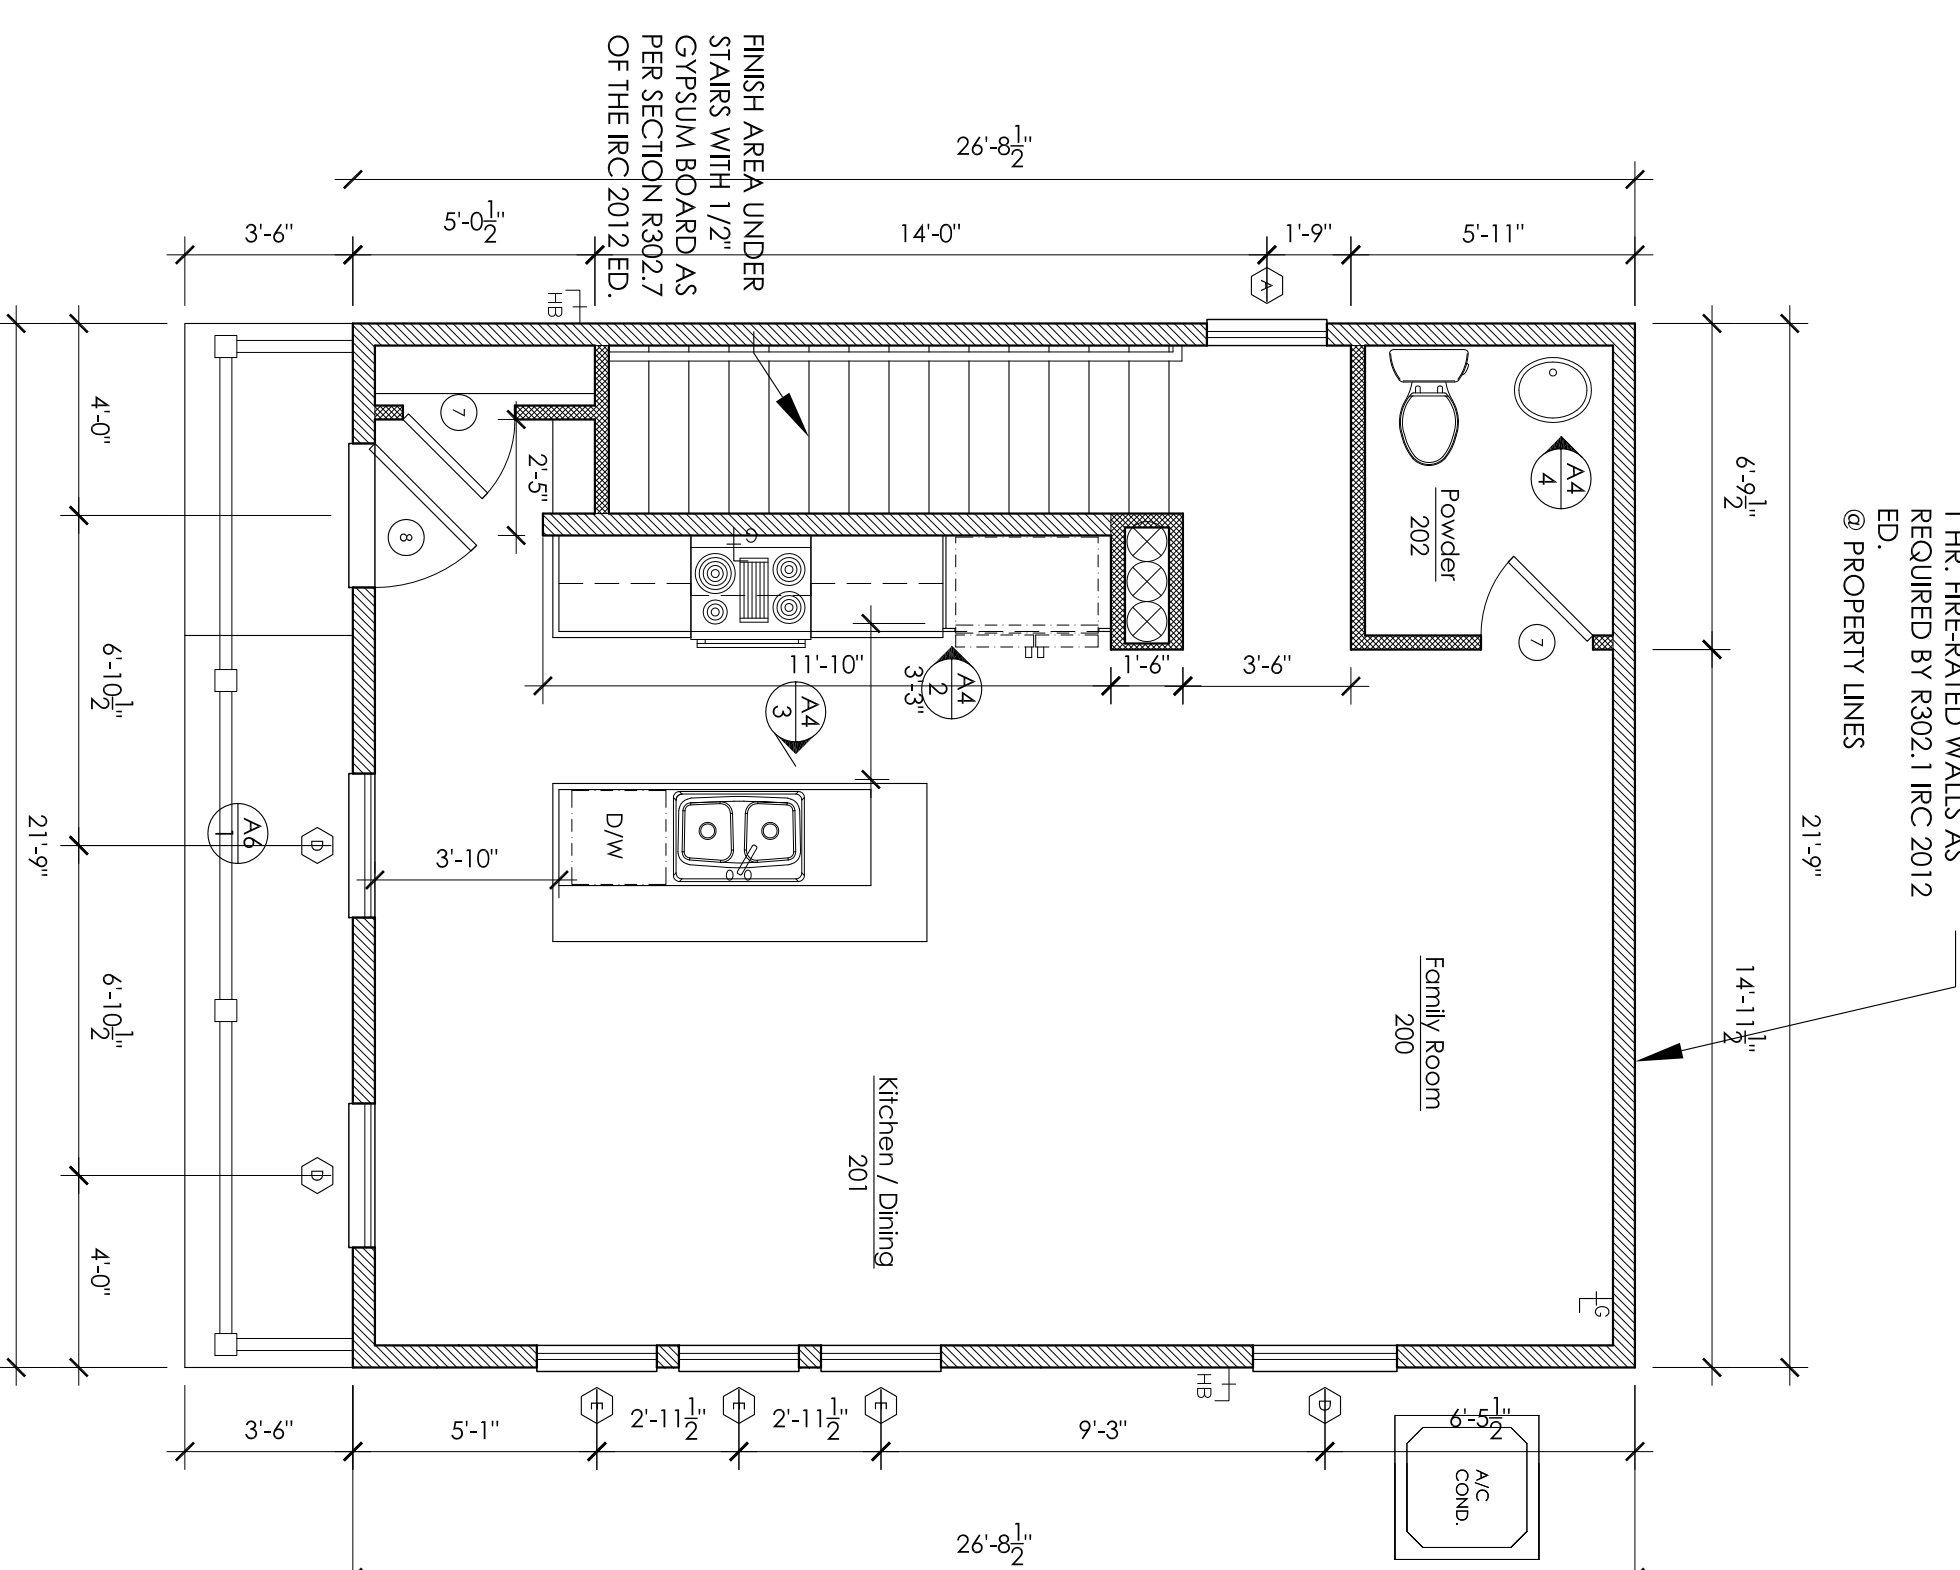 FINISH AREA UNDER
STAIRS WITH 1/2"
GYPSUM BOARD AS
PER SECTION R302.7
OF THE IRC 2012 ED.
26'-8 1/2"
3'-6"
5'-0 1/2"
14'-0"
1'-9"
5'-11"
A
HB
1 HR. FIRE-RATED WALLS AS
REQUIRED BY R302.1 IRC 2012
ED.
@ PROPERTY LINES
6'-9 1/2"
21'-9"
14'-11 1/2"
7
8
2'-5"
4'-0"
6'-10 1/2"
6'-10 1/2"
4'-0"
21'-9"
A4
4
Powder
202
7
G
11'-10"
3'-3"
A4
2
1'-6"
3'-6"
A4
3
D/W
3'-10"
A6
1
D
D
Family Room
200
Kitchen / Dining
201
G
HB
E
E
E
D
3'-6"
5'-1"
2'-11 1/2"
2'-11 1/2"
9'-3"
6'-5 1/2"
A/C
COND.
26'-8 1/2"